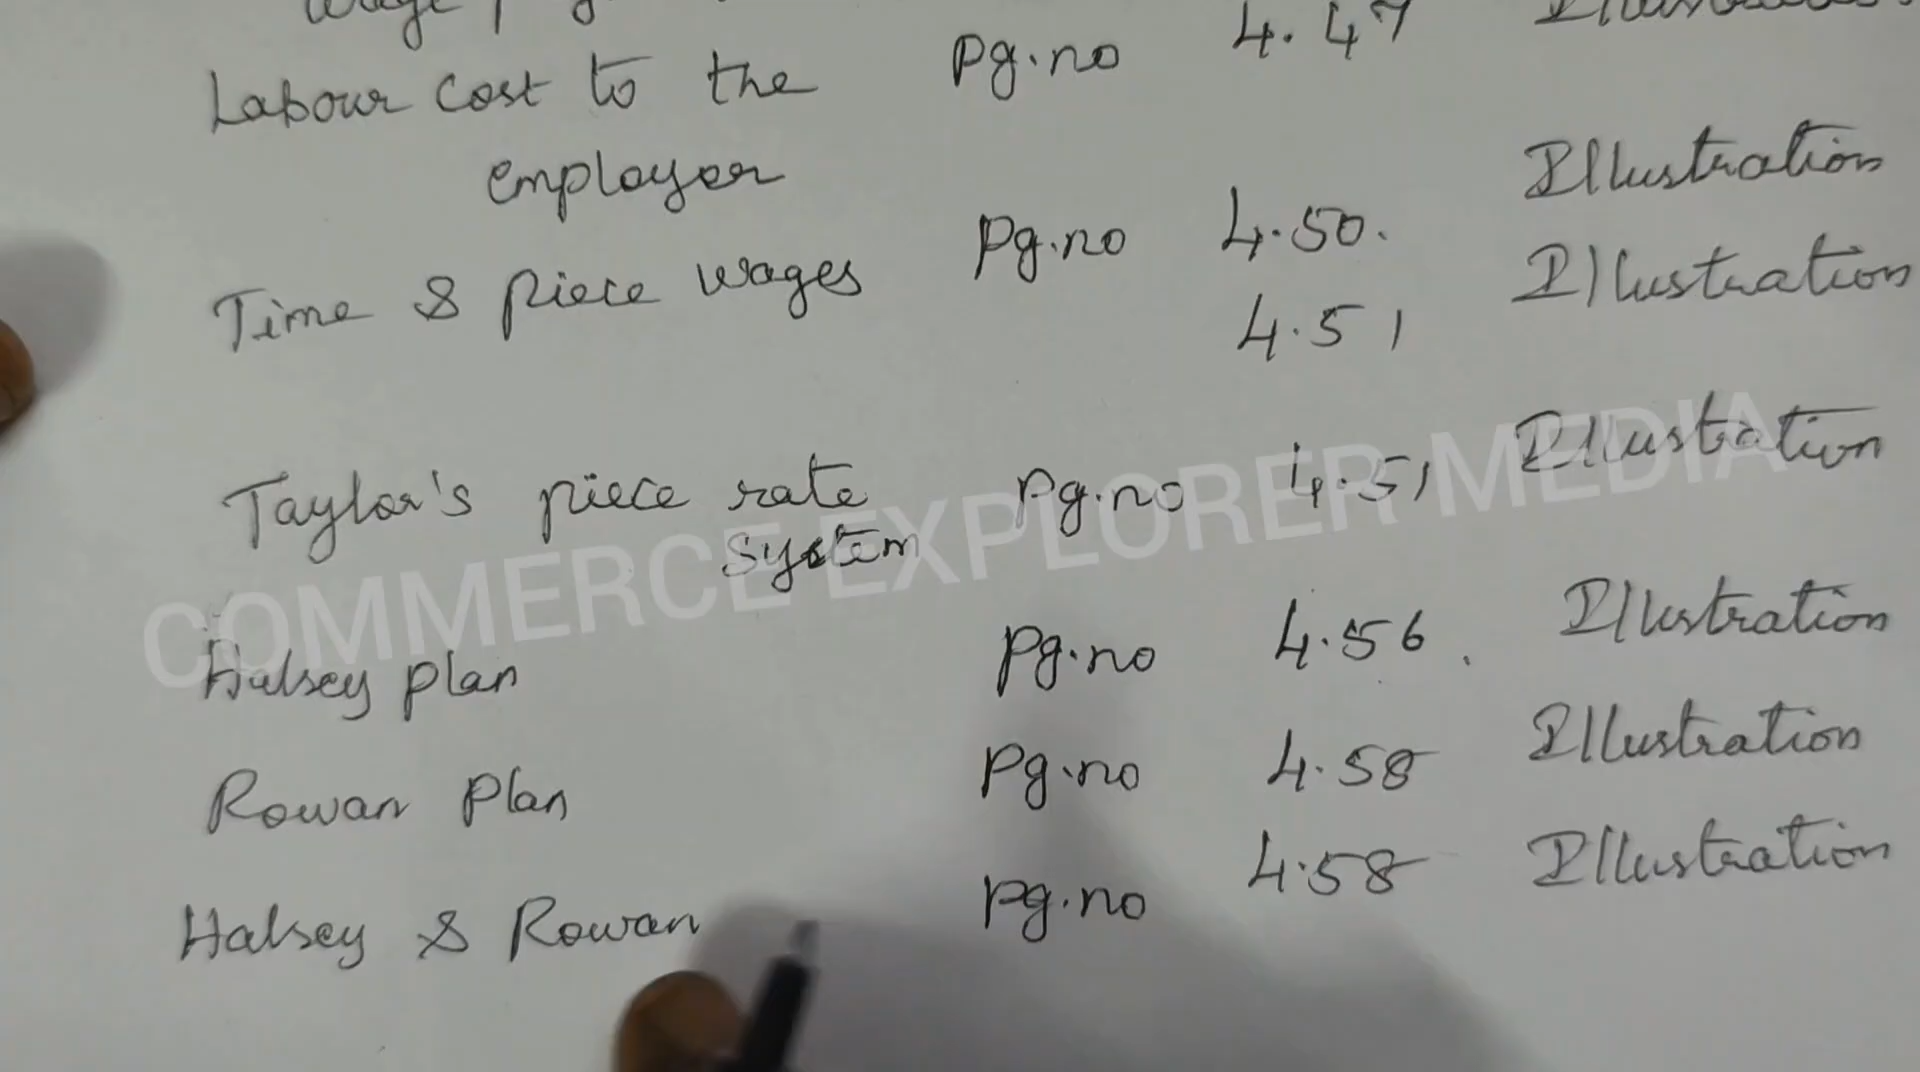 Labour cost to the Pg.no 4.47
employer
Illustration
Time & piece wages Pg.no 4.50.
4.51 Illustration
Taylor's piece rate Pg.no 4.51 Illustration
system
Halsey plan Pg.no 4.56. Illustration
Rowan Plan Pg.no 4.58 Illustration
Halsey & Rowan Pg.no 4.58 Illustration
COMMERCE EXPLORER MEDIA